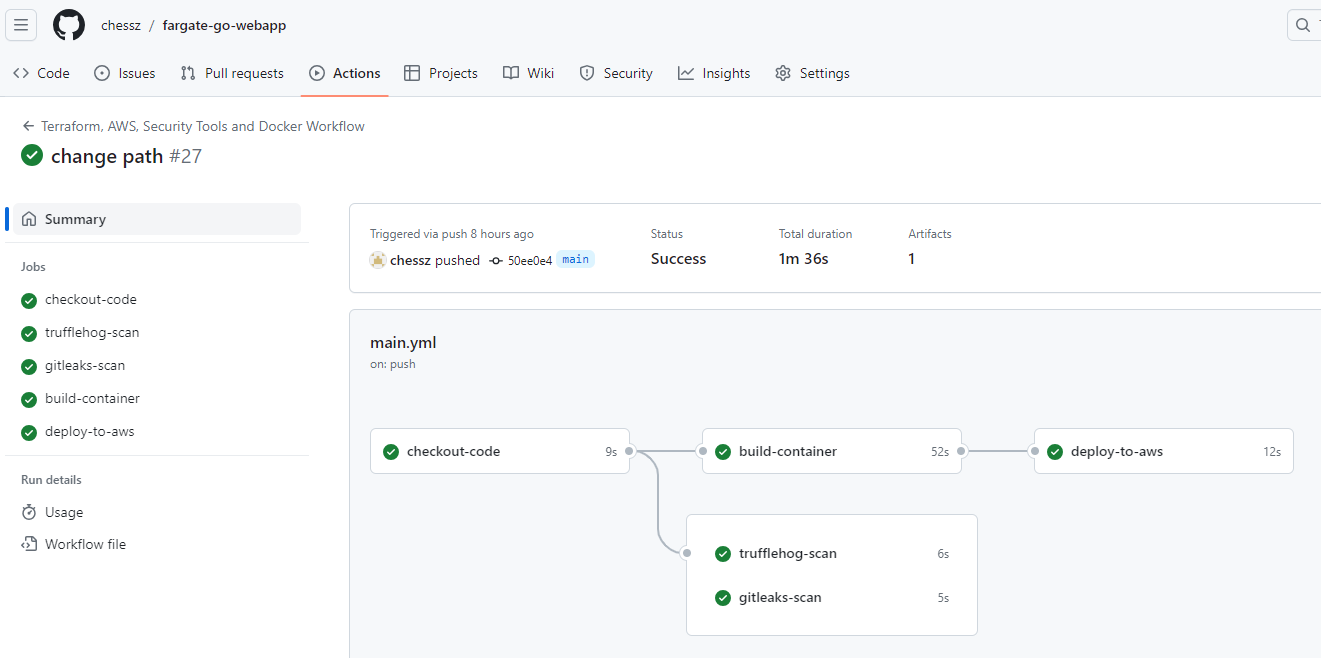 chessz / fargate-go-webapp
Code Issues Pull requests Actions Projects Wiki Security Insights Settings
Terraform, AWS, Security Tools and Docker Workflow
change path #27
Summary
Jobs
checkout-code
trufflehog-scan
gitleaks-scan
build-container
deploy-to-aws
Run details
Usage
Workflow file
Triggered via push 8 hours ago
chessz pushed 50ee0e4 main
Status
Success
Total duration
1m 36s
Artifacts
1
main.yml
on: push
checkout-code 9s
build-container 52s
deploy-to-aws 12s
trufflehog-scan 6s
gitleaks-scan 5s